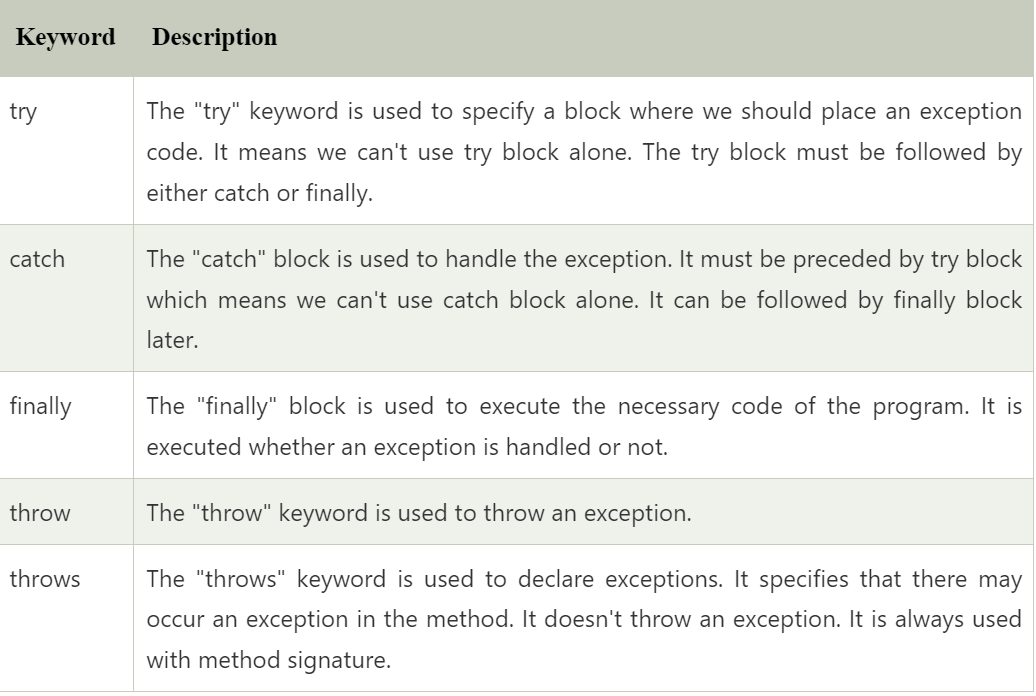 Keyword Description
try The "try" keyword is used to specify a block where we should place an exception
code. It means we can't use try block alone. The try block must be followed by
either catch or finally.
catch The "catch" block is used to handle the exception. It must be preceded by try block
which means we can't use catch block alone. It can be followed by finally block
later.
finally The "finally" block is used to execute the necessary code of the program. It is
executed whether an exception is handled or not.
throw The "throw" keyword is used to throw an exception.
throws The "throws" keyword is used to declare exceptions. It specifies that there may
occur an exception in the method. It doesn't throw an exception. It is always used
with method signature.